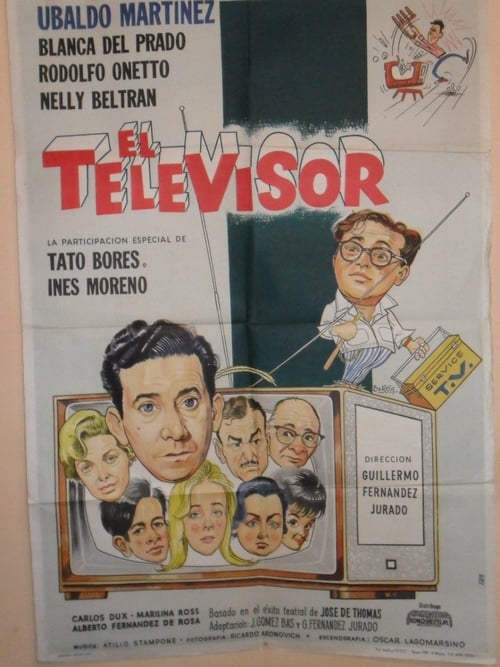 UBALDO MARTINEZ
BLANCA DEL PRADO
RODOLFO ONETTO
NELLY BELTRAN
EL
TELEVISOR
LA PARTICIPACION ESPECIAL DE
TATO BORES e
INES MORENO
SERVICE
T.V.
DIRECCION
GUILLERMO
FERNANDEZ
JURADO
CARLOS DUX - MARILINA ROSS
ALBERTO FERNANDEZ DE ROSA
Basado en el éxito teatral de JOSE DE THOMAS
Adaptación: J. GOMEZ BAS y G. FERNANDEZ JURADO
MUSICA: ATILIO STAMPONE - FOTOGRAFIA: RICARDO ARONOVICH - ESCENOGRAFIA: OSCAR LAGOMARSINO